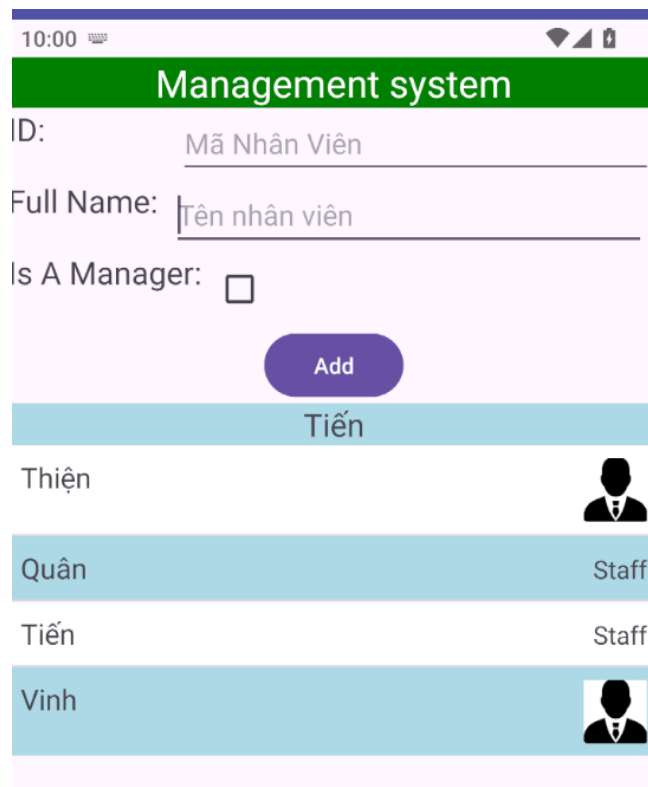 10:00
Management system
ID:
Mã Nhân Viên
Full Name:
Tên nhân viên
Is A Manager:
Add
Tiến
Thiện
Quân Staff
Tiến Staff
Vinh